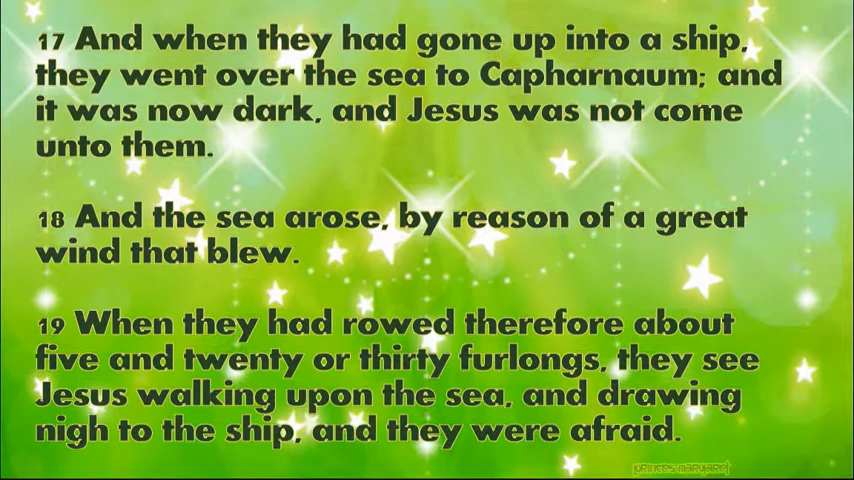 17 And when they had gone up into a ship,
they went over the sea to Capharnaum; and
it was now dark, and Jesus was not come
unto them.
18 And the sea arose, by reason of a great
wind that blew.
19 When they had rowed therefore about
five and twenty or thirty furlongs, they see
Jesus walking upon the sea, and drawing
nigh to the ship, and they were afraid.